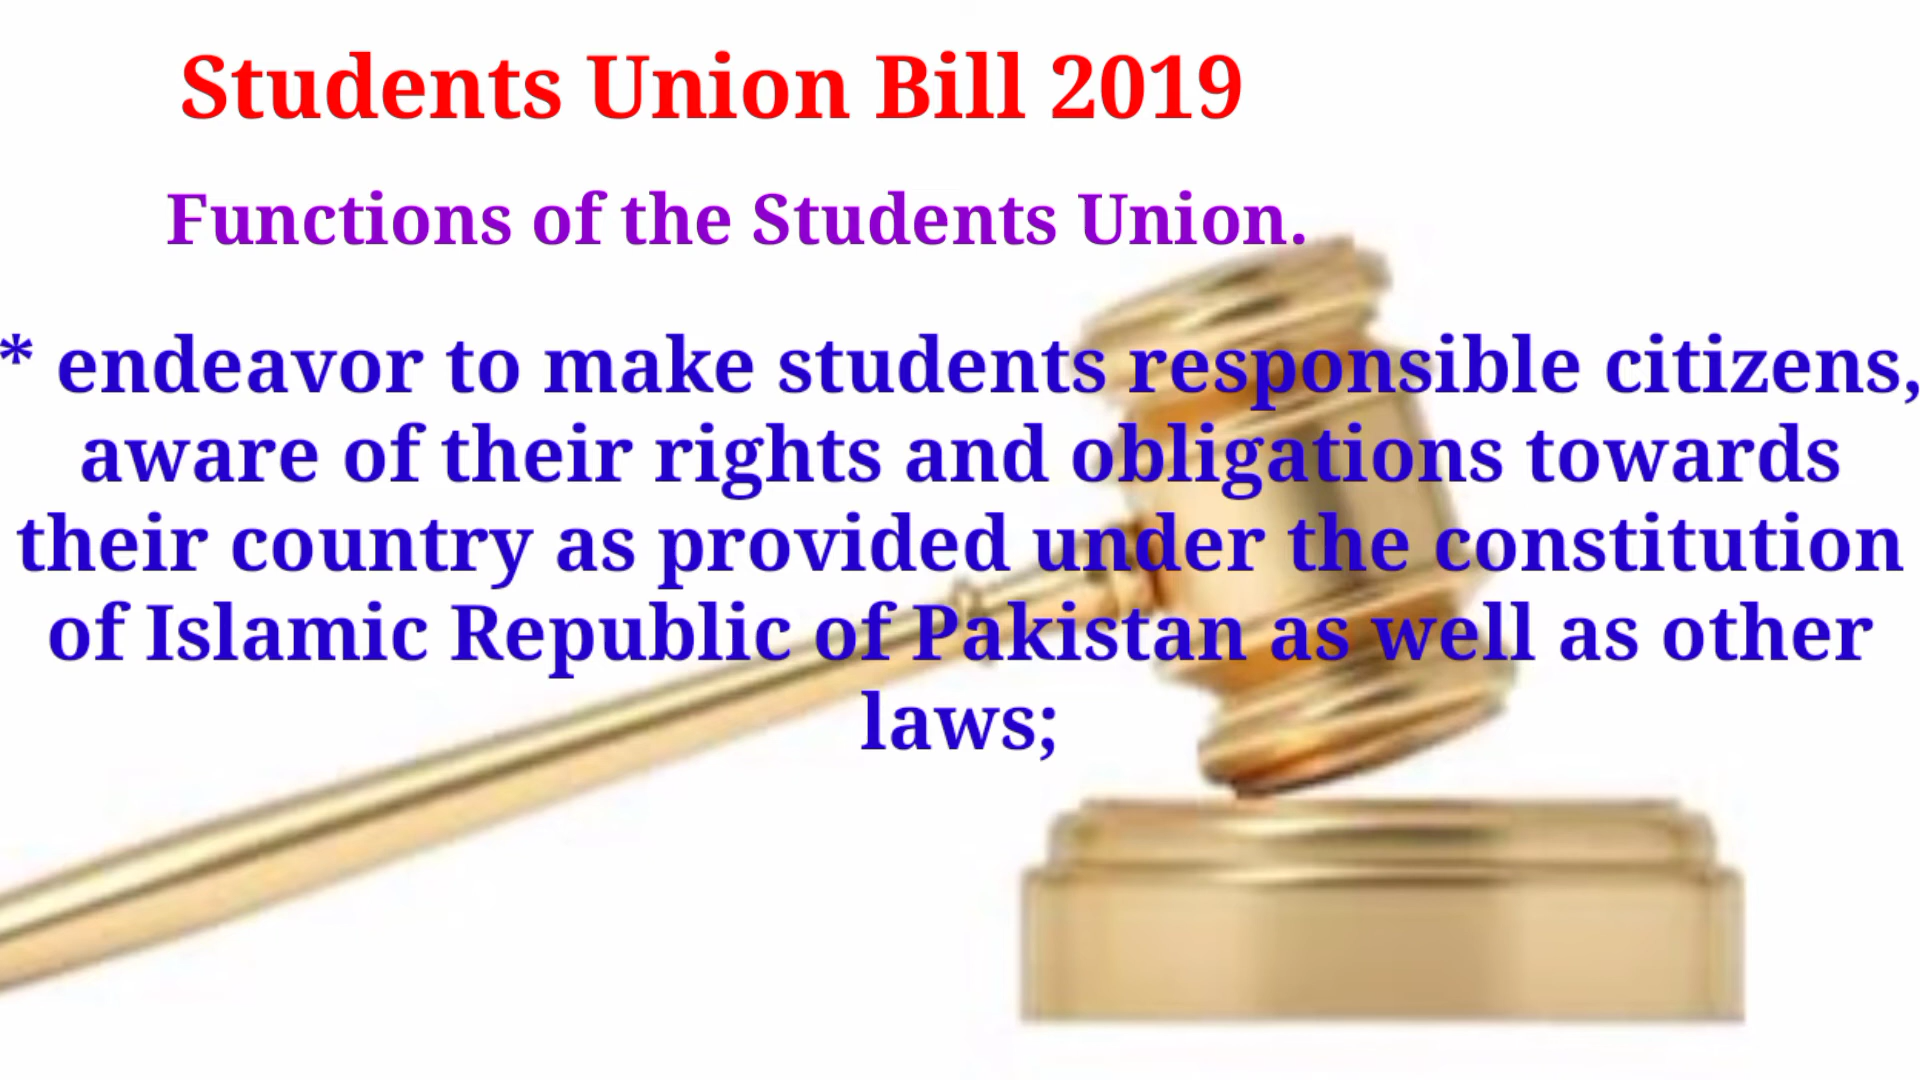 Students Union Bill 2019
Functions of the Students Union.
* endeavor to make students responsible citizens,
aware of their rights and obligations towards
their country as provided under the constitution
of Islamic Republic of Pakistan as well as other
laws;